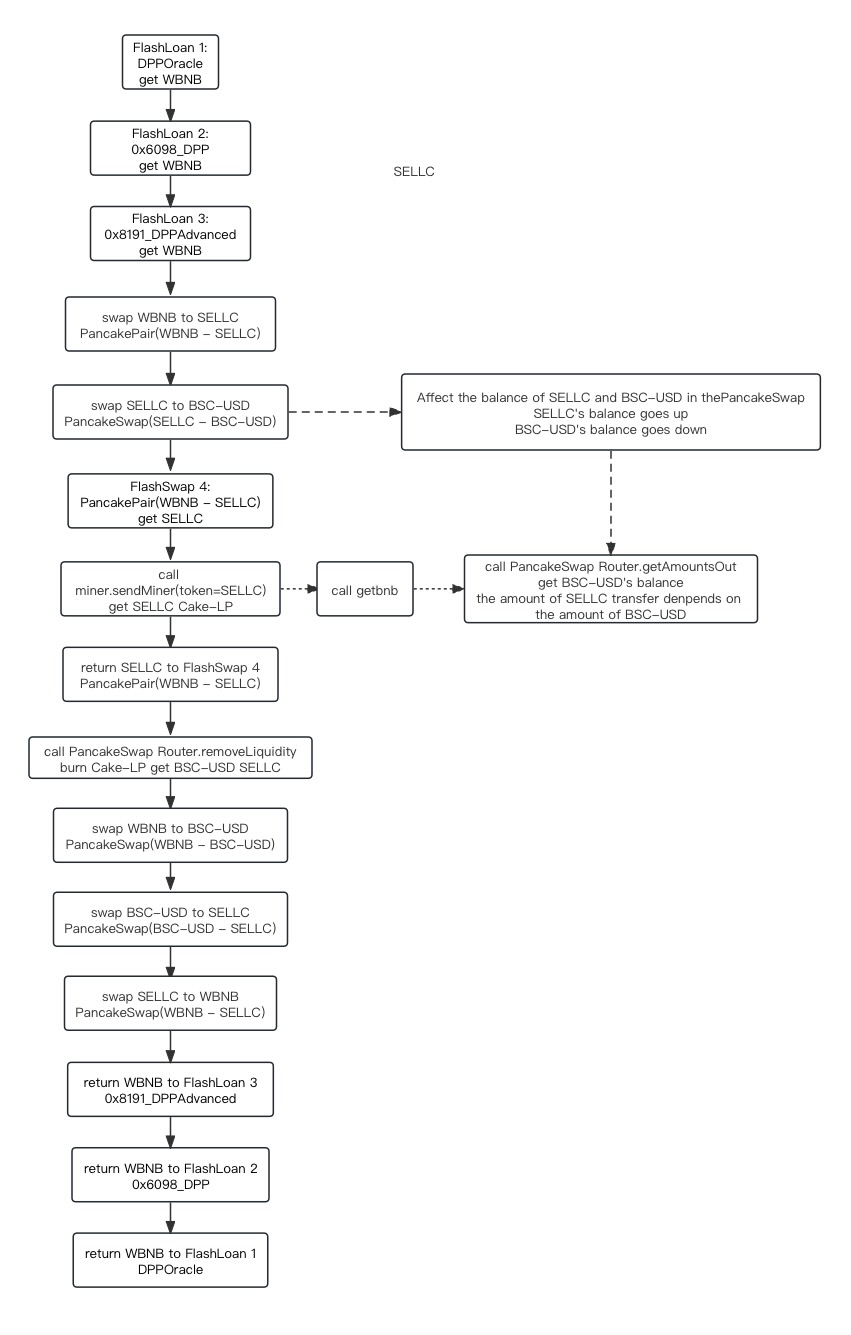 FlashLoan 1:
DPPOracle
get WBNB
FlashLoan 2:
0x6098_DPP
get WBNB
SELLC
FlashLoan 3:
0x8191_DPPAdvanced
get WBNB
swap WBNB to SELLC
PancakePair(WBNB - SELLC)
swap SELLC to BSC-USD
PancakeSwap(SELLC - BSC-USD)
Affect the balance of SELLC and BSC-USD in thePancakeSwap
SELLC's balance goes up
BSC-USD's balance goes down
FlashSwap 4:
PancakePair(WBNB - SELLC)
get SELLC
call
miner.sendMiner(token=SELLC)
get SELLC Cake-LP
call getbnb
call PancakeSwap Router.getAmountsOut
get BSC-USD's balance
the amount of SELLC transfer denpends on
the amount of BSC-USD
return SELLC to FlashSwap 4
PancakePair(WBNB - SELLC)
call PancakeSwap Router.removeLiquidity
burn Cake-LP get BSC-USD SELLC
swap WBNB to BSC-USD
PancakeSwap(WBNB - BSC-USD)
swap BSC-USD to SELLC
PancakeSwap(BSC-USD - SELLC)
swap SELLC to WBNB
PancakeSwap(WBNB - SELLC)
return WBNB to FlashLoan 3
0x8191_DPPAdvanced
return WBNB to FlashLoan 2
0x6098_DPP
return WBNB to FlashLoan 1
DPPOracle